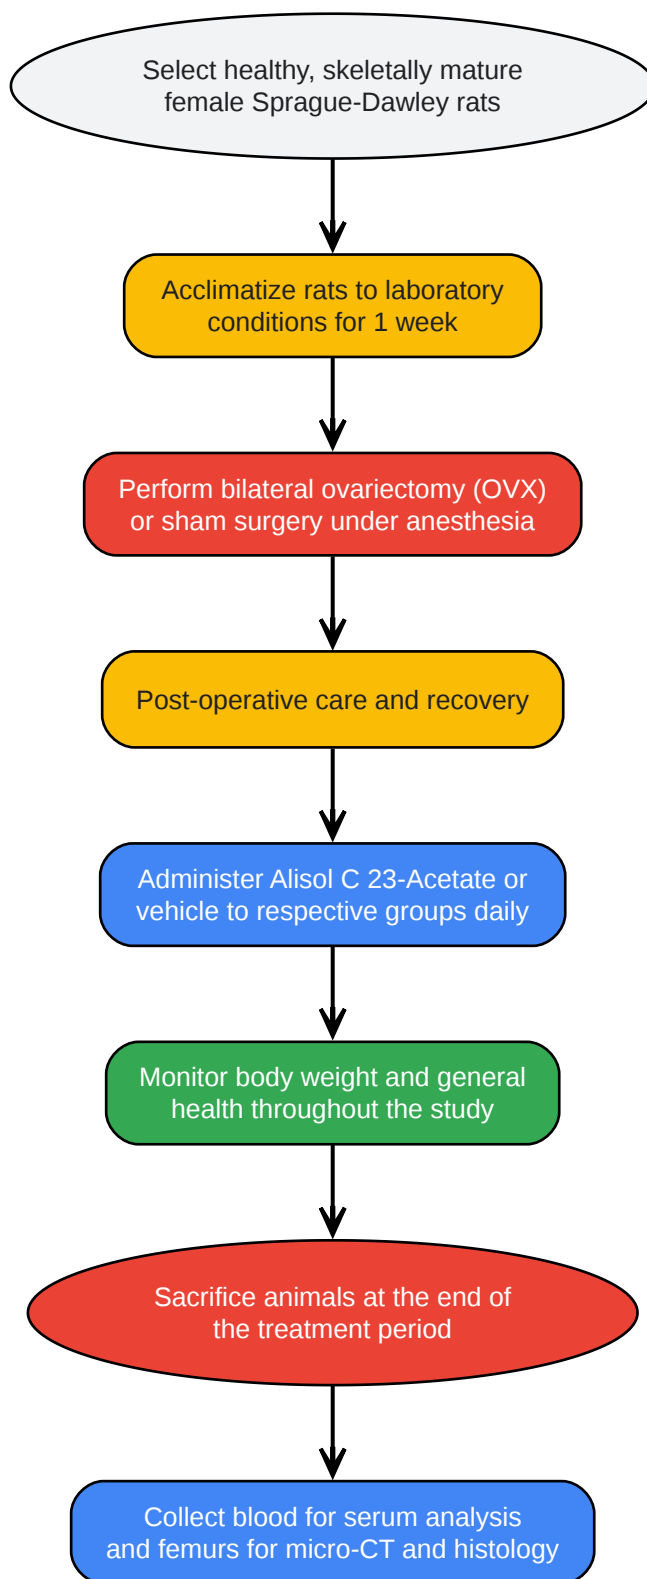 Select healthy, skeletally mature
female Sprague-Dawley rats
Acclimatize rats to laboratory
conditions for 1 week
Perform bilateral ovariectomy (OVX)
or sham surgery under anesthesia
Post-operative care and recovery
Administer Alisol C 23-Acetate or
vehicle to respective groups daily
Monitor body weight and general
health throughout the study
Sacrifice animals at the end of
the treatment period
Collect blood for serum analysis
and femurs for micro-CT and histology